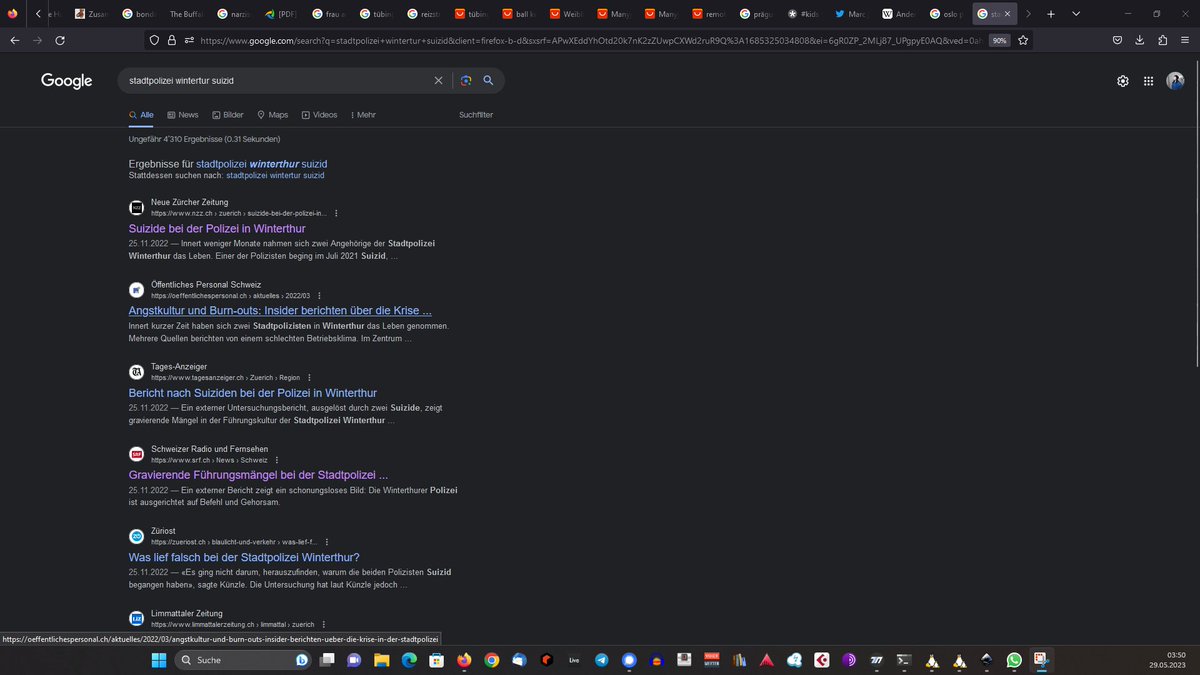 e Hu
Zusan
bondi
The Buffal
narzis
[PDF]
frau a
tübin
reizstr
tübin
ball k
Weibl
Many
Many
remot
prägu
#kids
Marc
Ande
oslo p
sta
https://www.google.com/search?q=stadtpolizei+wintertur+suizid&client=firefox-b-d&sxsrf=
90%
Google
stadtpolizei wintertur suizid
Alle
News
Bilder
Maps
Videos
Mehr
Suchfilter
Ungefähr 4'310 Ergebnisse (0.31 Sekunden)
Ergebnisse für stadtpolizei winterthur suizid
Stattdessen suchen nach: stadtpolizei wintertur suizid
Neue Zürcher Zeitung
https://www.nzz.ch › zuerich › suizide-bei-der-polizei-in...
Suizide bei der Polizei in Winterthur
25.11.2022 — Innert weniger Monate nahmen sich zwei Angehörige der Stadtpolizei
Winterthur das Leben. Einer der Polizisten beging im Juli 2021 Suizid, ...
Öffentliches Personal Schweiz
https://oeffentlichespersonal.ch › aktuelles › 2022/03
Angstkultur und Burn-outs: Insider berichten über die Krise ...
Innert kurzer Zeit haben sich zwei Stadtpolizisten in Winterthur das Leben genommen.
Mehrere Quellen berichten von einem schlechten Betriebsklima. Im Zentrum ...
Tages-Anzeiger
https://www.tagesanzeiger.ch › Zuerich › Region
Bericht nach Suiziden bei der Polizei in Winterthur
25.11.2022 — Ein externer Untersuchungsbericht, ausgelöst durch zwei Suizide, zeigt
gravierende Mängel in der Führungskultur der Stadtpolizei Winterthur ...
Schweizer Radio und Fernsehen
https://www.srf.ch › News › Schweiz
Gravierende Führungsmängel bei der Stadtpolizei ...
25.11.2022 — Ein externer Bericht zeigt ein schonungsloses Bild: Die Winterthurer Polizei
ist ausgerichtet auf Befehl und Gehorsam.
Züriost
https://zueriost.ch › blaulicht-und-verkehr › was-lief-f...
Was lief falsch bei der Stadtpolizei Winterthur?
25.11.2022 — «Es ging nicht darum, herauszufinden, warum die beiden Polizisten Suizid
begangen haben», sagte Künzle. Die Untersuchung hat laut Künzle jedoch ...
Limmattaler Zeitung
https://www.limmattalerzeitung.ch › limmattal › zuerich
https://oeffentlichespersonal.ch/aktuelles/2022/03/angstkultur-und-burn-outs-insider-berichten-ueber-die-krise-in-der-stadtpolizei
Suche
Live
03:50
29.05.2023